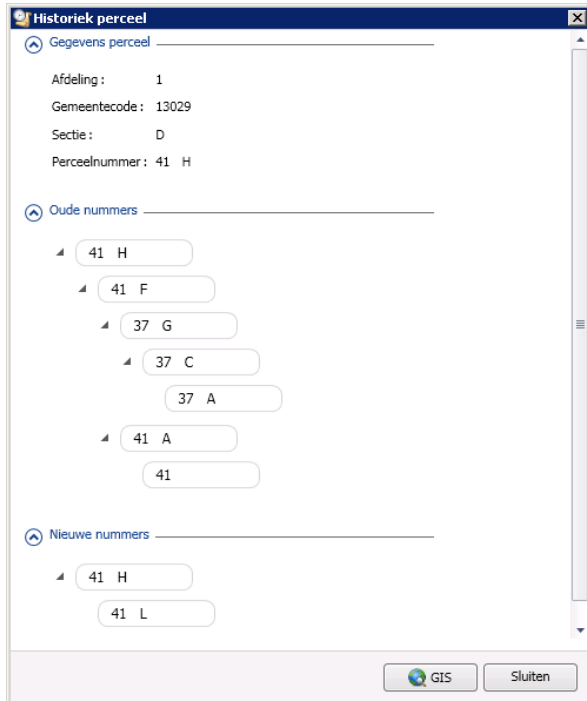 Historiek perceel
Gegevens perceel
Afdeling : 1
Gemeentecode : 13029
Sectie : D
Perceelnummer : 41 H
Oude nummers
41 H
41 F
37 G
37 C
37 A
41 A
41
Nieuwe nummers
41 H
41 L
GIS Sluiten